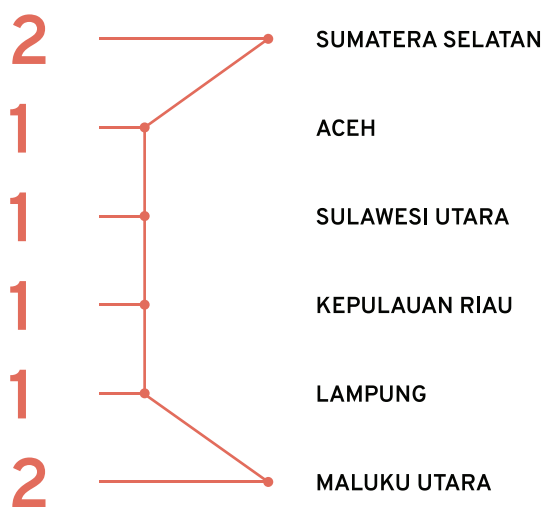 2 SUMATERA SELATAN
1 ACEH
1 SULAWESI UTARA
1 KEPULAUAN RIAU
1 LAMPUNG
2 MALUKU UTARA